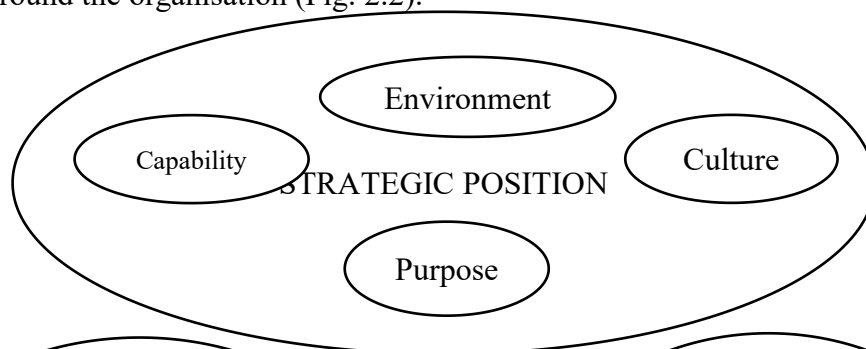 round the organisation (Fig. 2.2).
Environment
Capability
Culture
STRATEGIC POSITION
Purpose